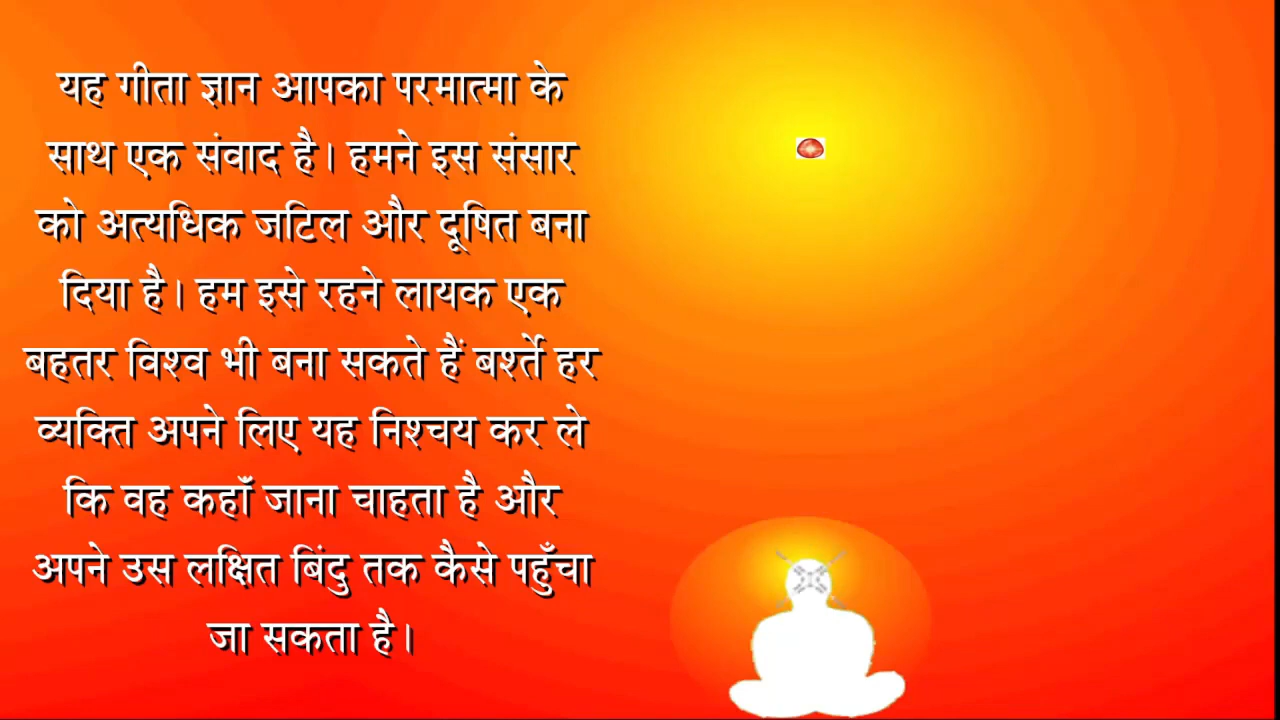 यह गीता ज्ञान आपका परमात्मा के
साथ एक संवाद है। हमने इस संसार
को अत्यधिक जटिल और दूषित बना
दिया है। हम इसे रहने लायक एक
बहतर विश्व भी बना सकते हैं बर्श्ते हर
व्यक्ति अपने लिए यह निश्चय कर ले
कि वह कहाँ जाना चाहता है और
अपने उस लक्षित बिंदु तक कैसे पहुँचा
जा सकता है।